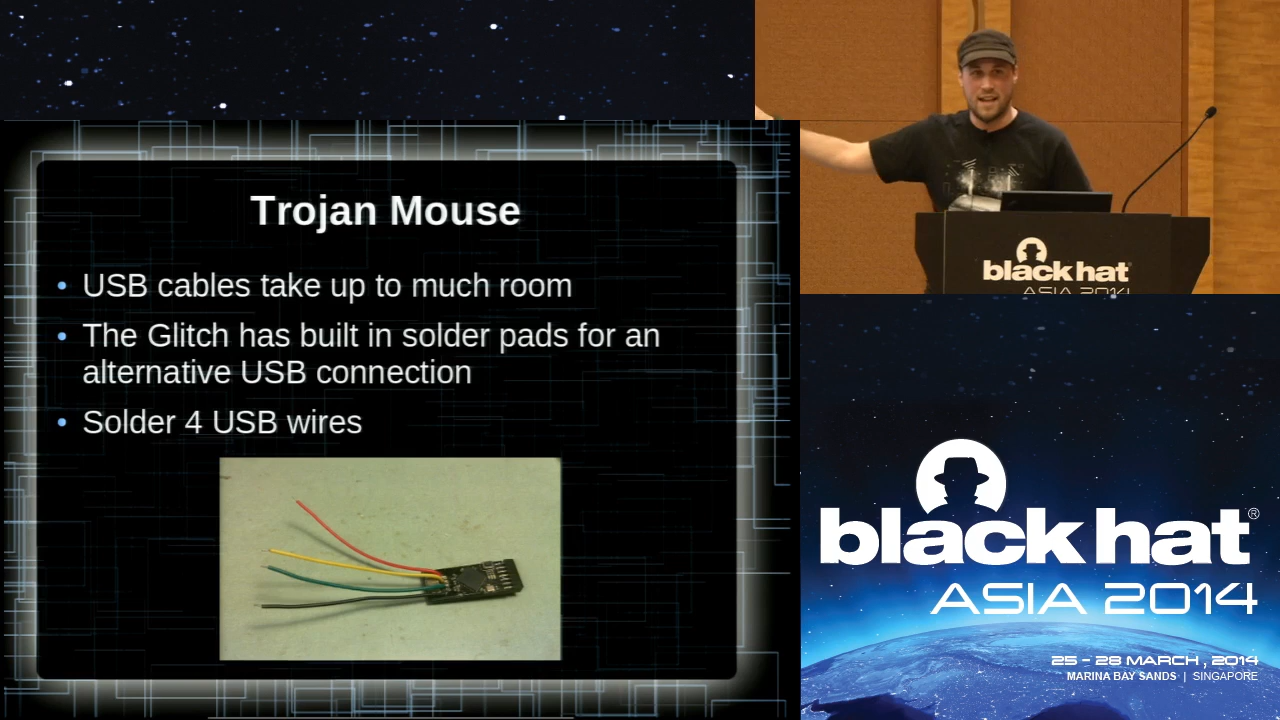 Trojan Mouse
• USB cables take up to much room
• The Glitch has built in solder pads for an
alternative USB connection
• Solder 4 USB wires
black hat
ASIA 2014
black hat®
ASIA 2014
25 - 28 MARCH, 2014
MARINA BAY SANDS | SINGAPORE